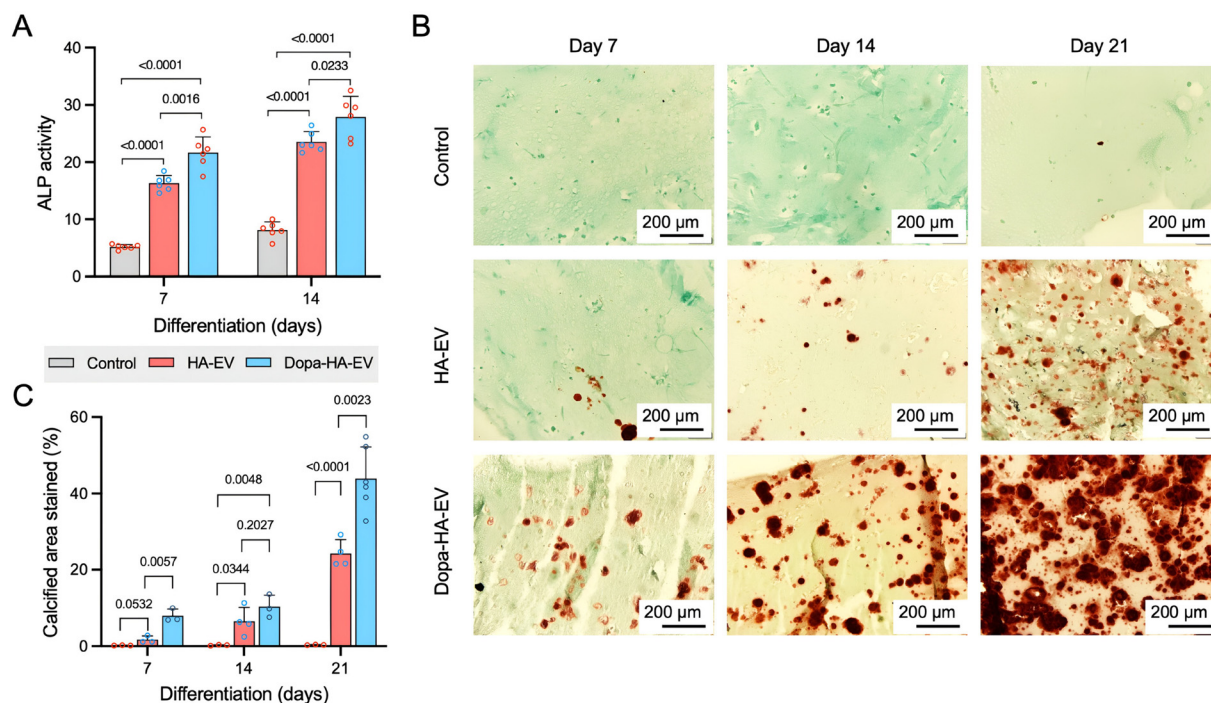 A
ALP activity
40
30
20
10
0
<0.0001
0.0016
<0.0001
<0.0001
0.0233
<0.0001
7
14
Differentiation (days)
Control
HA-EV
Dopa-HA-EV
C
Calcified area stained (%)
60
40
20
0
0.0057
0.0532
0.0048
0.2027
0.0344
0.0023
<0.0001
7
14
21
Differentiation (days)
B
Day 7
Day 14
Day 21
Control
200 µm
200 µm
200 µm
HA-EV
200 µm
200 µm
200 µm
Dopa-HA-EV
200 µm
200 µm
200 µm